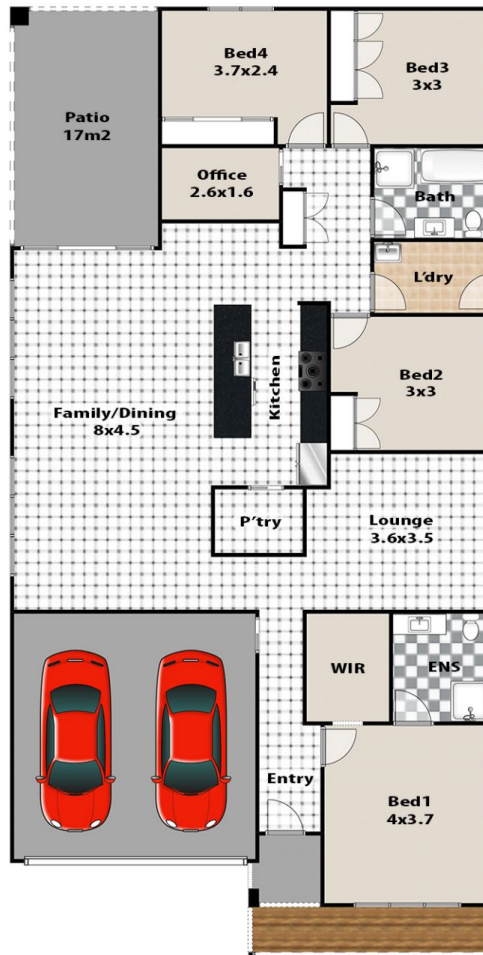 Bed4
3.7x2.4
Bed3
3x3
Patio
17m2
Office
2.6x1.6
Bath
L'dry
Kitchen
Bed2
3x3
Family/Dining
8x4.5
P'try
Lounge
3.6x3.5
WIR
ENS
Entry
Bed1
4x3.7